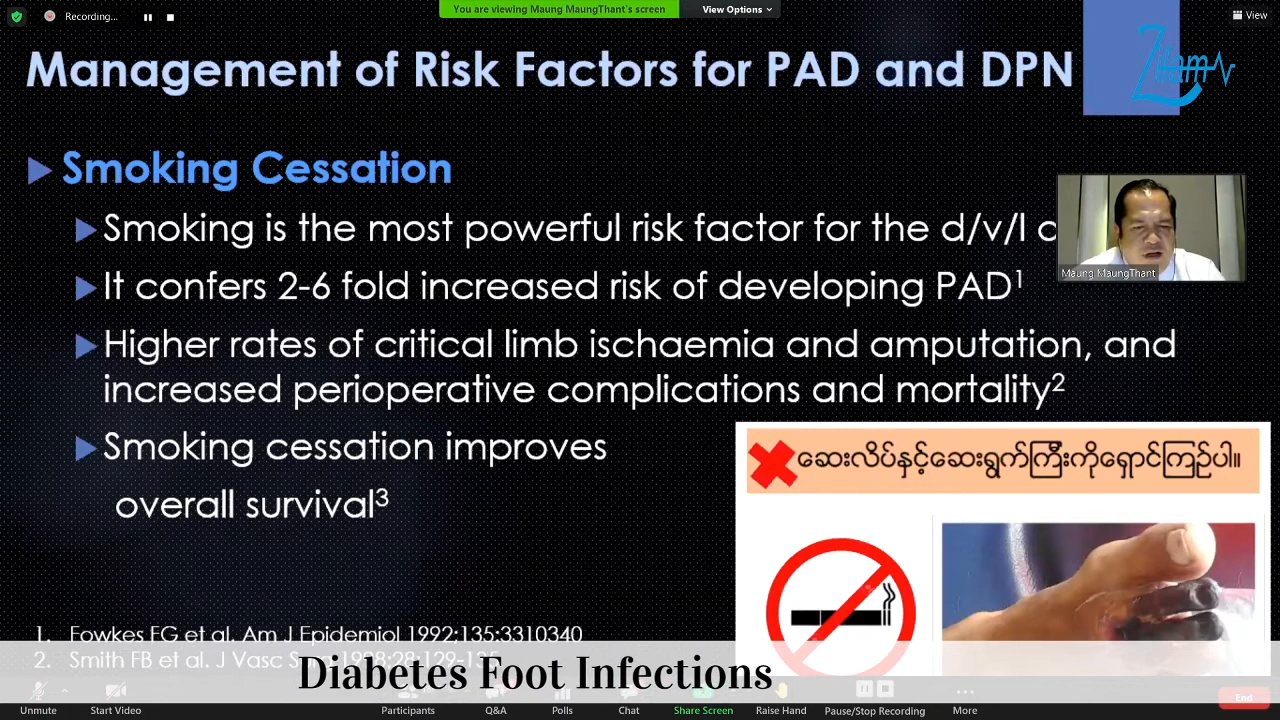 Recording...
You are viewing Maung MaungThant's screen
View Options
View
Management of Risk Factors for PAD and DPN
Smoking Cessation
Smoking is the most powerful risk factor for the d/v/l
Maung MaungThant
It confers 2-6 fold increased risk of developing PAD1
Higher rates of critical limb ischaemia and amputation, and
increased perioperative complications and mortality2
Smoking cessation improves
overall survival3
ဆေးလိပ်နှင့်ဆေးရွက်ကြီးကိုရှောင်ကြဉ်ပါ။
1. Fowkes FG et al. Am J Epidemiol 1992;135:3310340
2. Smith FB et al. J Vasc
Diabetes Foot Infections
Unmute
Start Video
Participants
Q&A
Polls
Chat
Share Screen
Raise Hand
Pause/Stop Recording
More
End